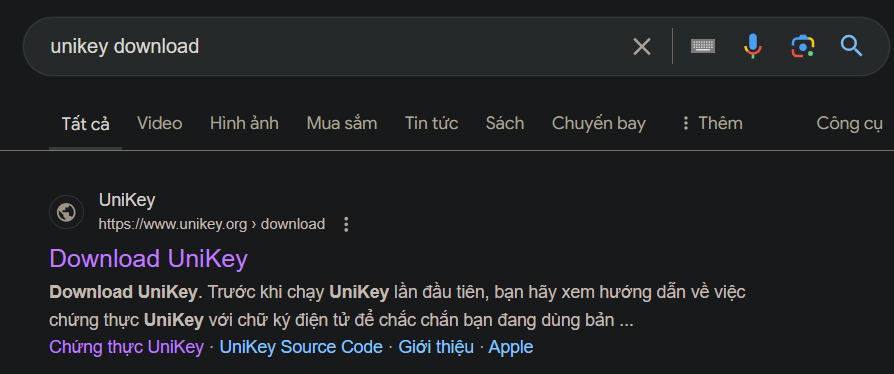 unikey download
Tất cả Video Hình ảnh Mua sắm Tin tức Sách Chuyến bay Thêm Công cụ
UniKey
https://www.unikey.org › download
Download UniKey
Download UniKey. Trước khi chạy UniKey lần đầu tiên, bạn hãy xem hướng dẫn về việc
chứng thực UniKey với chữ ký điện tử để chắc chắn bạn đang dùng bản ...
Chứng thực UniKey · UniKey Source Code · Giới thiệu · Apple